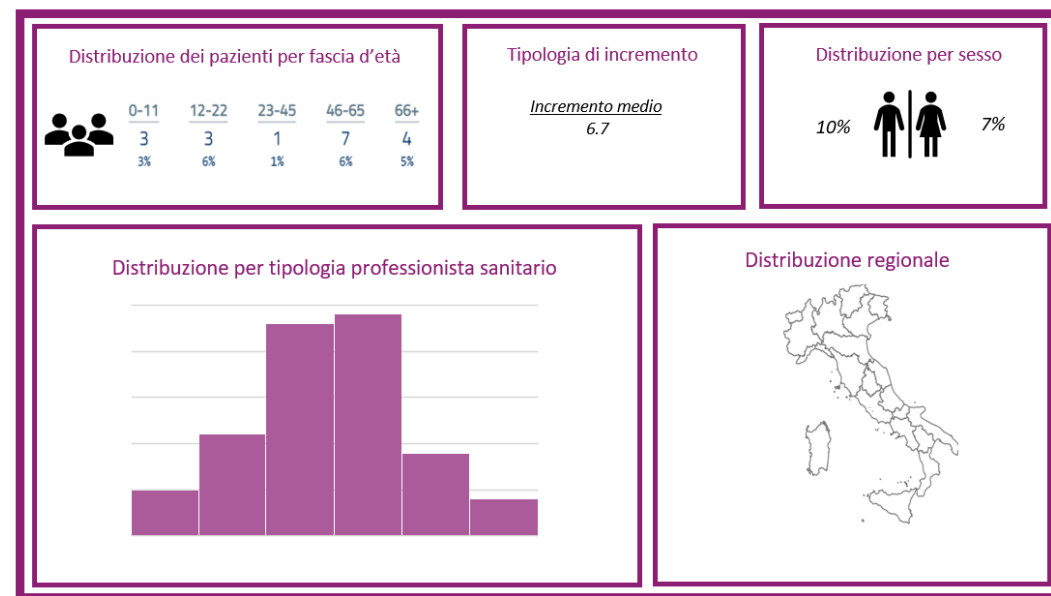 Distribuzione dei pazienti per fascia d'età
0-11 12-22 23-45 46-65 66+
3 3 1 7 4
3% 6% 1% 6% 5%
Tipologia di incremento
Incremento medio
6.7
Distribuzione per sesso
10% 7%
Distribuzione per tipologia professionista sanitario
Distribuzione regionale